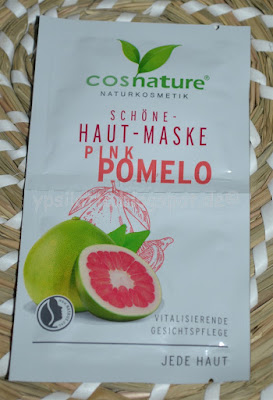 cosnature®
NATURKOSMETIK
SCHÖNE-
HAUT-MASKE
PINK
POMELO
VITALISIERENDE
GESICHTSPFLEGE
JEDE HAUT